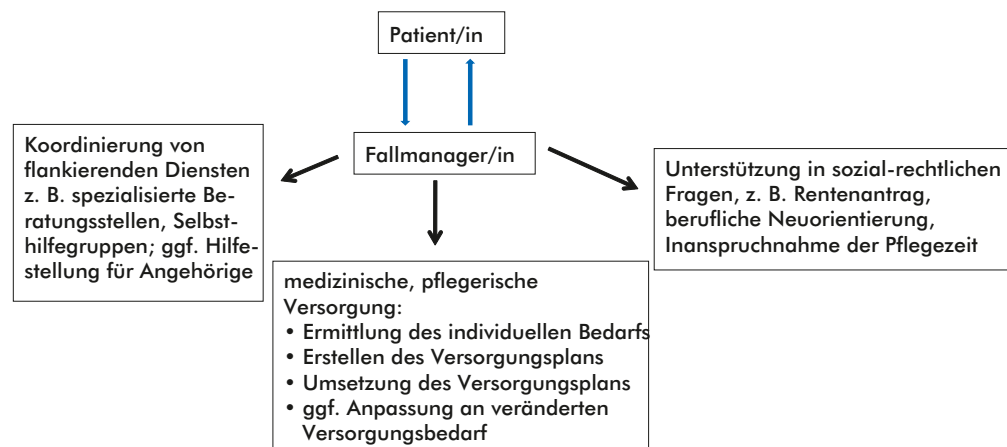 Patient/in
Fallmanager/in
Koordinierung von
flankierenden Diensten
z. B. spezialisierte Be-
ratungsstellen, Selbst-
hilfegruppen; ggf. Hilfe-
stellung für Angehörige
medizinische, pflegerische
Versorgung:
• Ermittlung des individuellen Bedarfs
• Erstellen des Versorgungsplans
• Umsetzung des Versorgungsplans
• ggf. Anpassung an veränderten
Versorgungsbedarf
Unterstützung in sozial-rechtlichen
Fragen, z. B. Rentenantrag,
berufliche Neuorientierung,
Inanspruchnahme der Pflegezeit